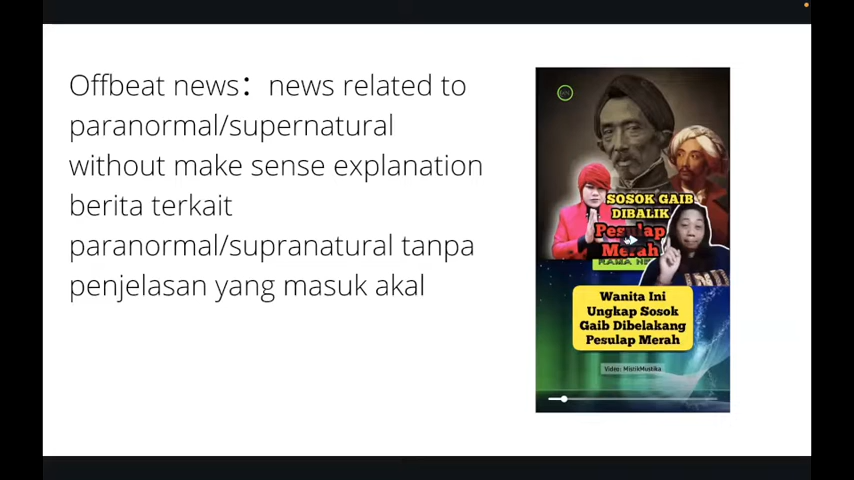 Offbeat news：news related to
paranormal/supernatural
without make sense explanation
berita terkait
paranormal/supranatural tanpa
penjelasan yang masuk akal
SOSOK GAIB
DIBALIK
Pesulap
Merah
Wanita Ini
Ungkap Sosok
Gaib Dibelakang
Pesulap Merah
Video: MistikMustika